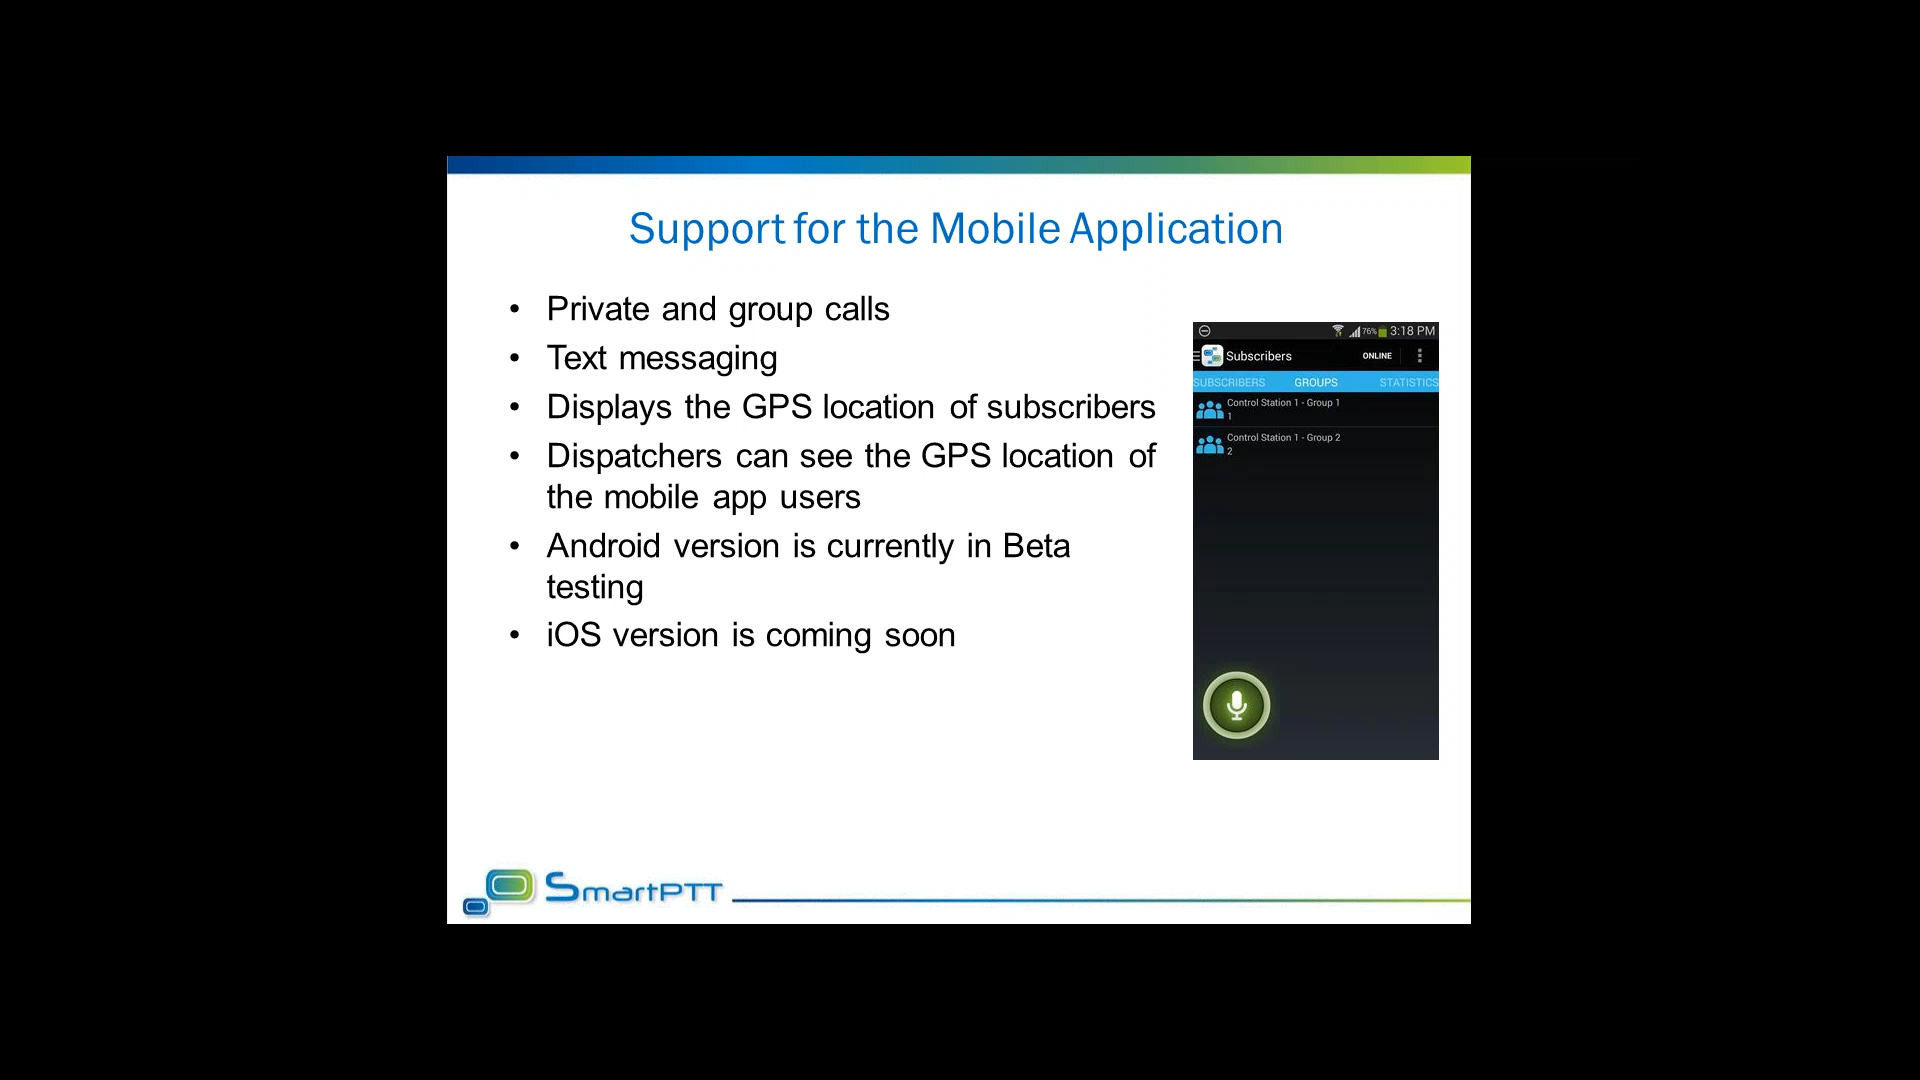 Support for the Mobile Application
• Private and group calls
• Text messaging
• Displays the GPS location of subscribers
• Dispatchers can see the GPS location of
the mobile app users
• Android version is currently in Beta
testing
• iOS version is coming soon
76% 3:18 PM
Subscribers ONLINE
SUBSCRIBERS GROUPS STATISTICS
Control Station 1 - Group 1
1
Control Station 1 - Group 2
2
SmartPTT